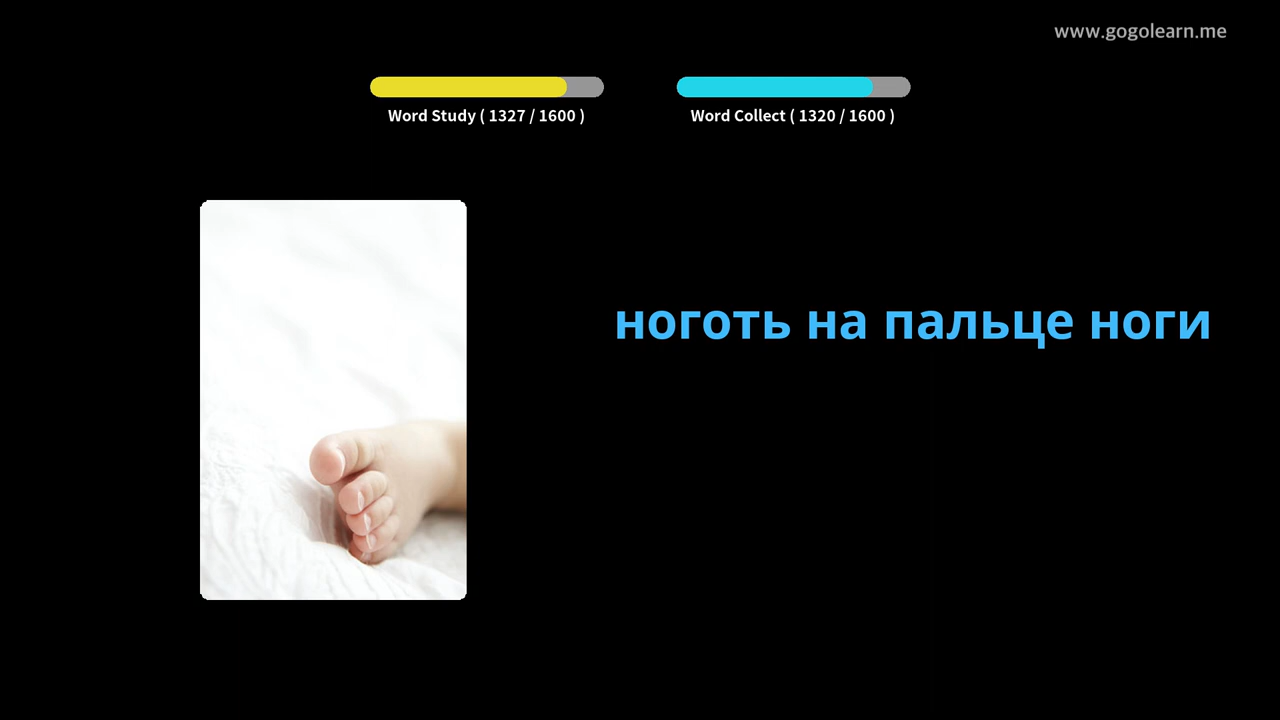 www.gogolearn.me
Word Study ( 1327 / 1600 )
Word Collect ( 1320 / 1600 )
ноготь на пальце ноги